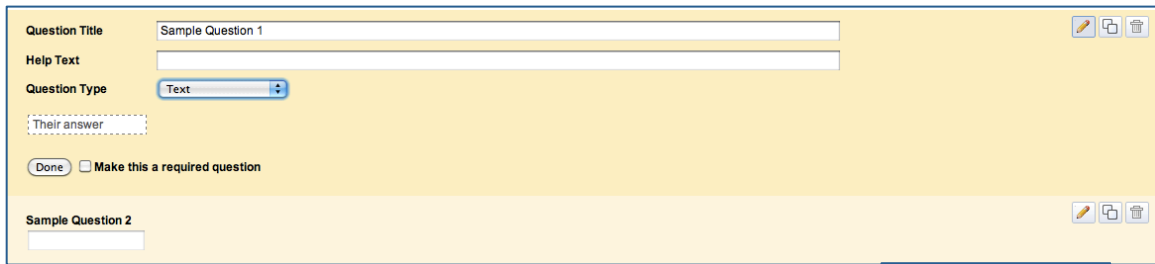 Question Title Sample Question 1
Help Text
Question Type Text
Their answer
Done Make this a required question
Sample Question 2